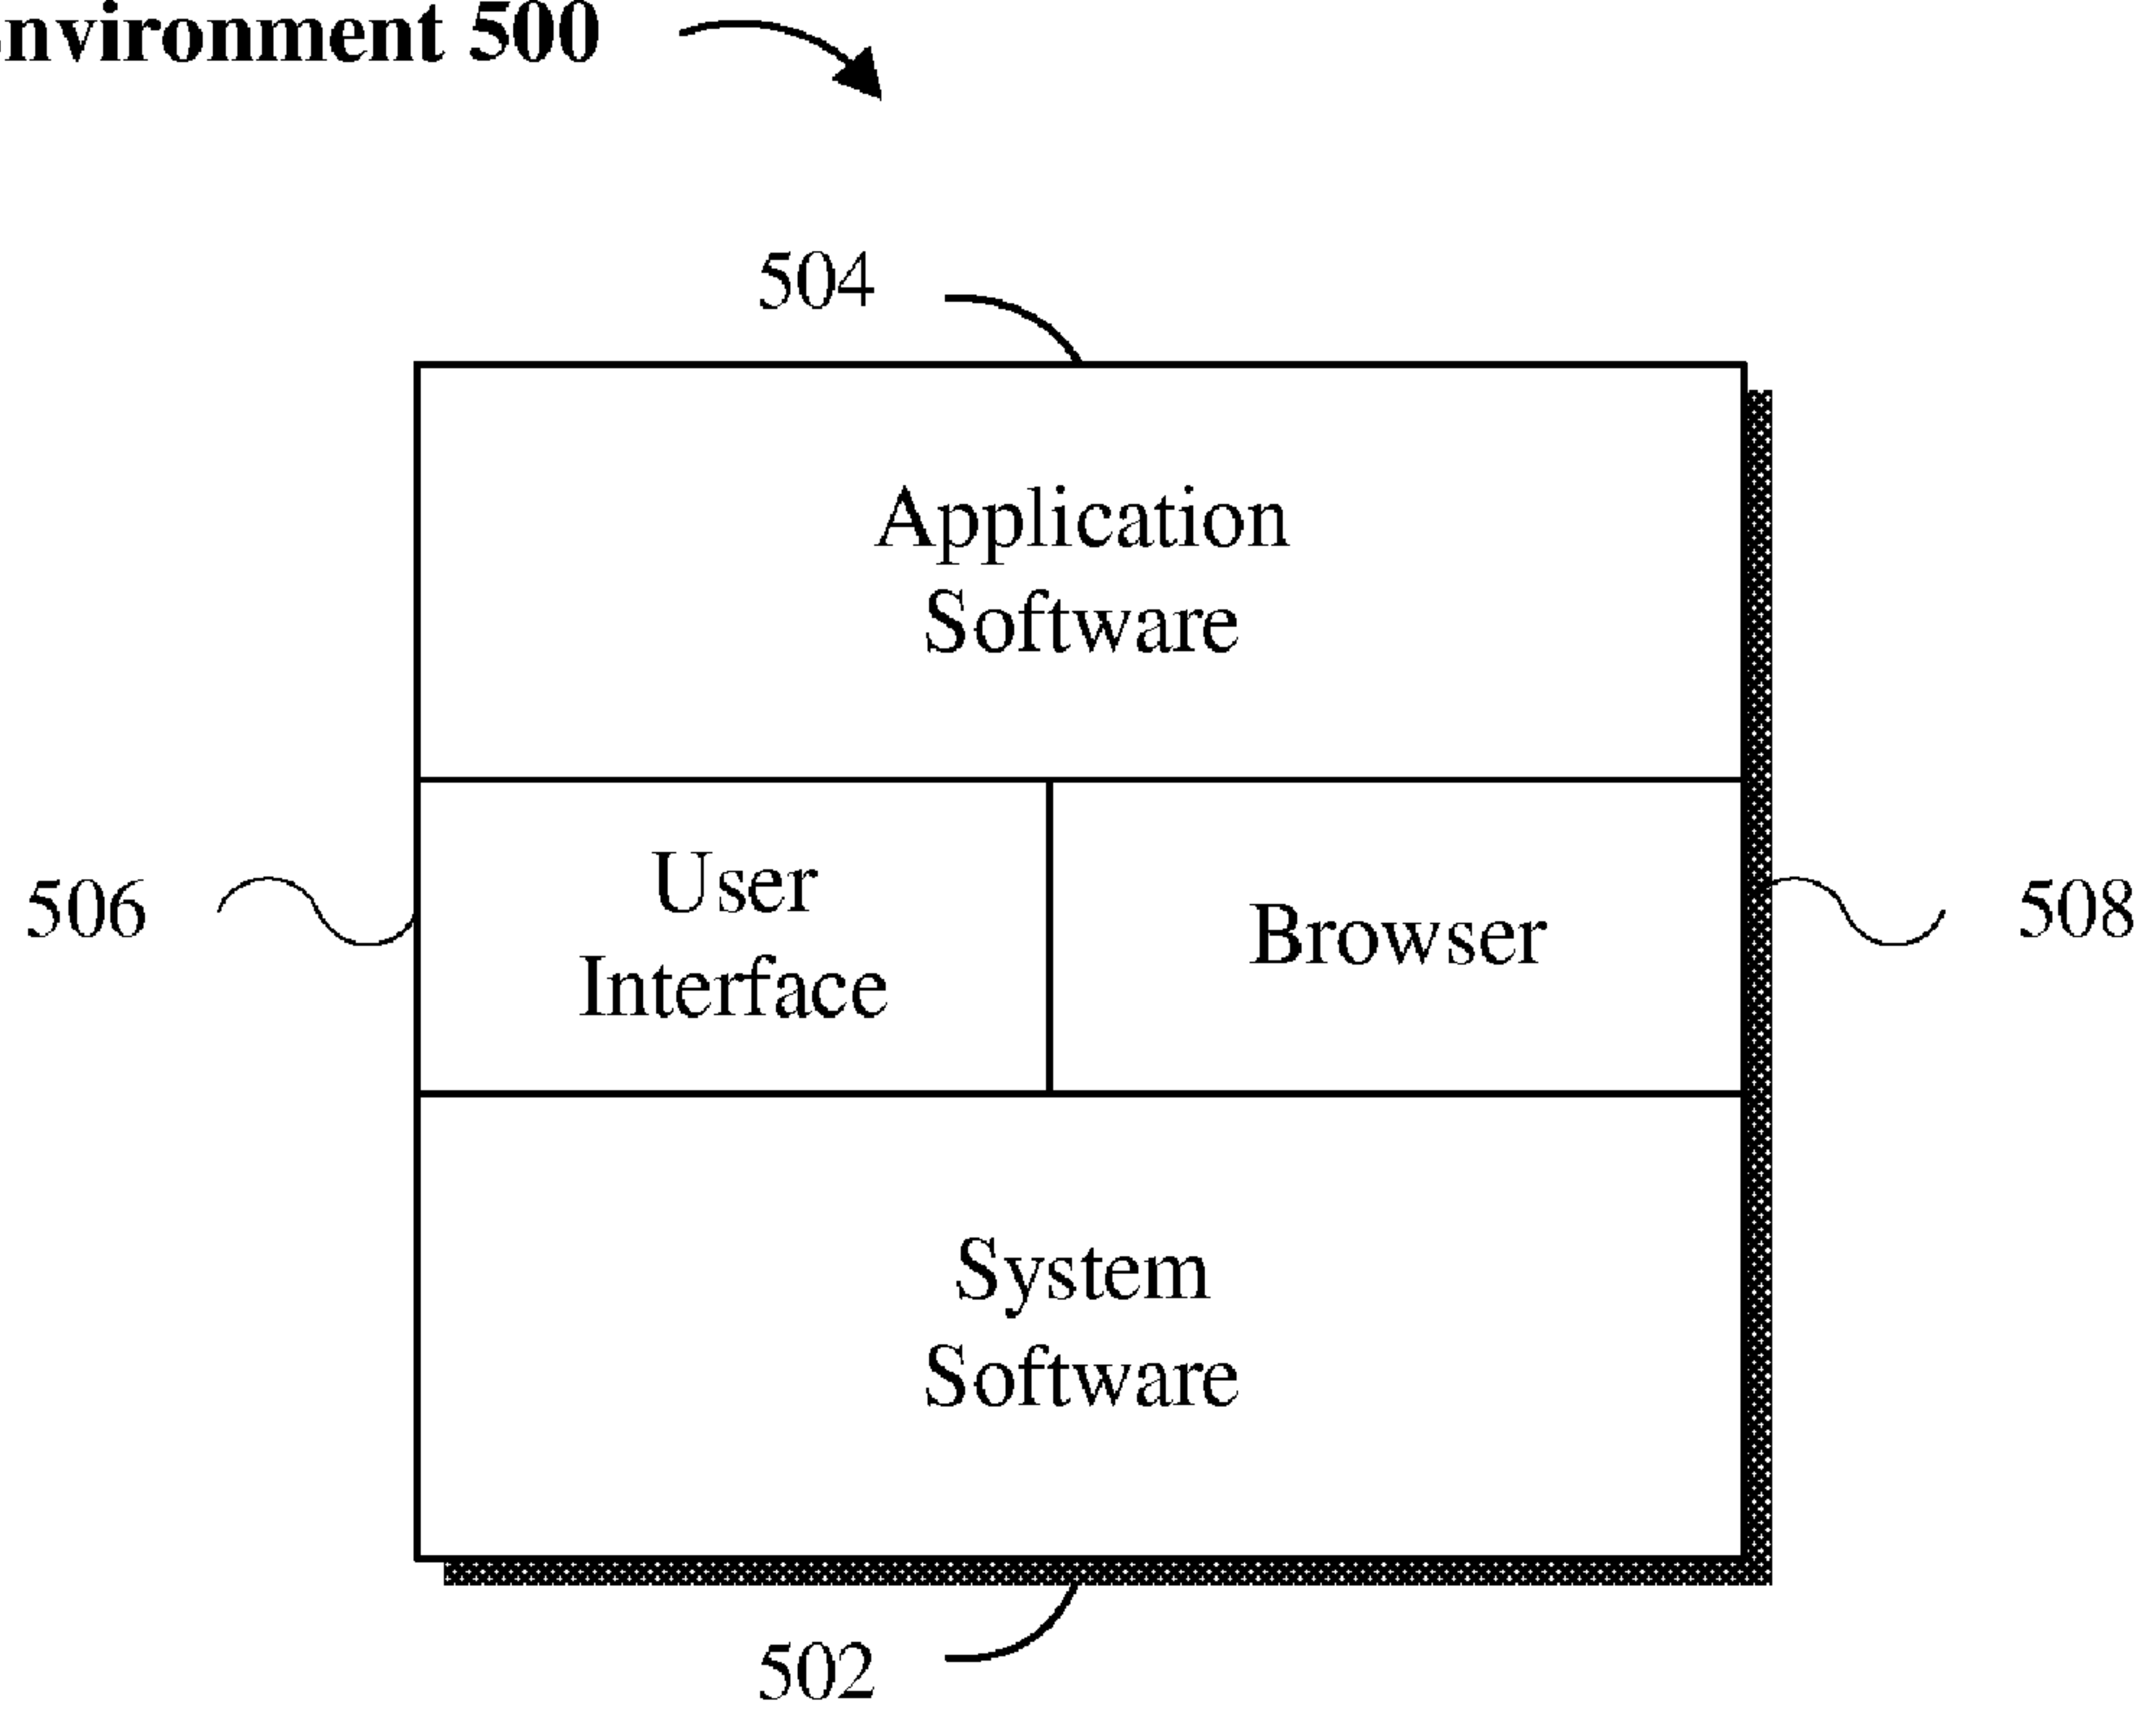 nvironment 500
504
Application
Software
User
Interface
Browser
506
508
System
Software
502